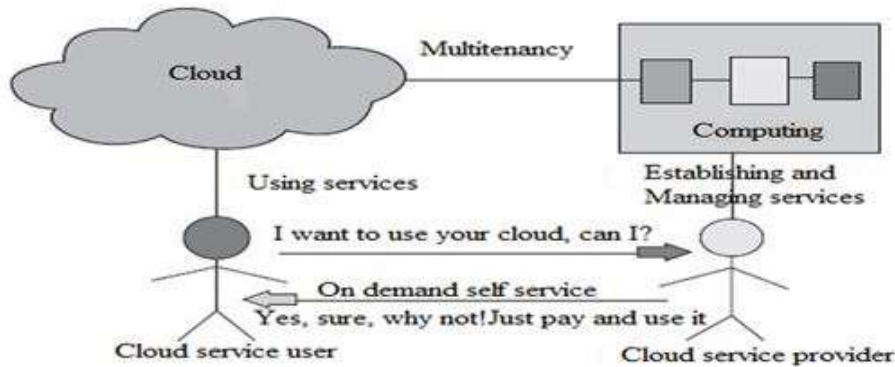 Multitenancy
Cloud
Computing
Using services
Establishing and
Managing services
I want to use your cloud, can I?
On demand self service
Yes, sure, why not!Just pay and use it
Cloud service user
Cloud service provider